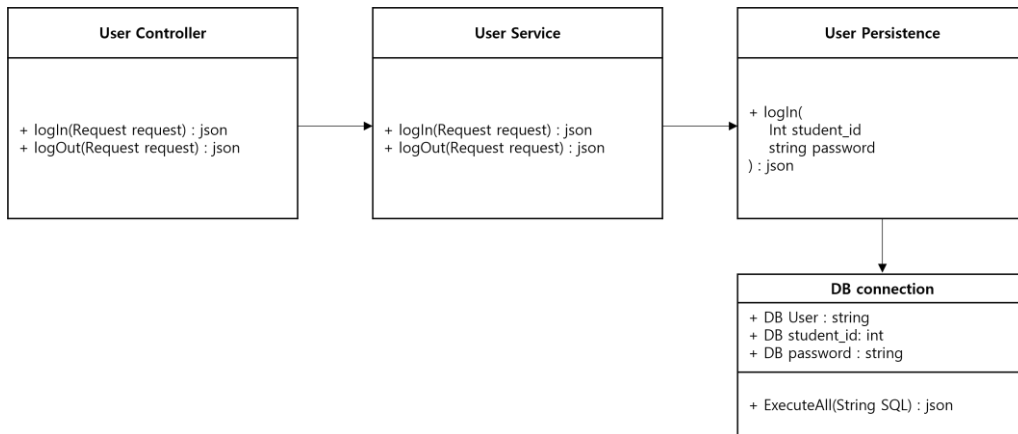 User Controller
+ logIn(Request request) : json
+ logOut(Request request) : json
User Service
+ logIn(Request request) : json
+ logOut(Request request) : json
User Persistence
+ logIn(
Int student_id
string password
) : json
DB connection
+ DB User : string
+ DB student_id: int
+ DB password : string
+ ExecuteAll(String SQL) : json